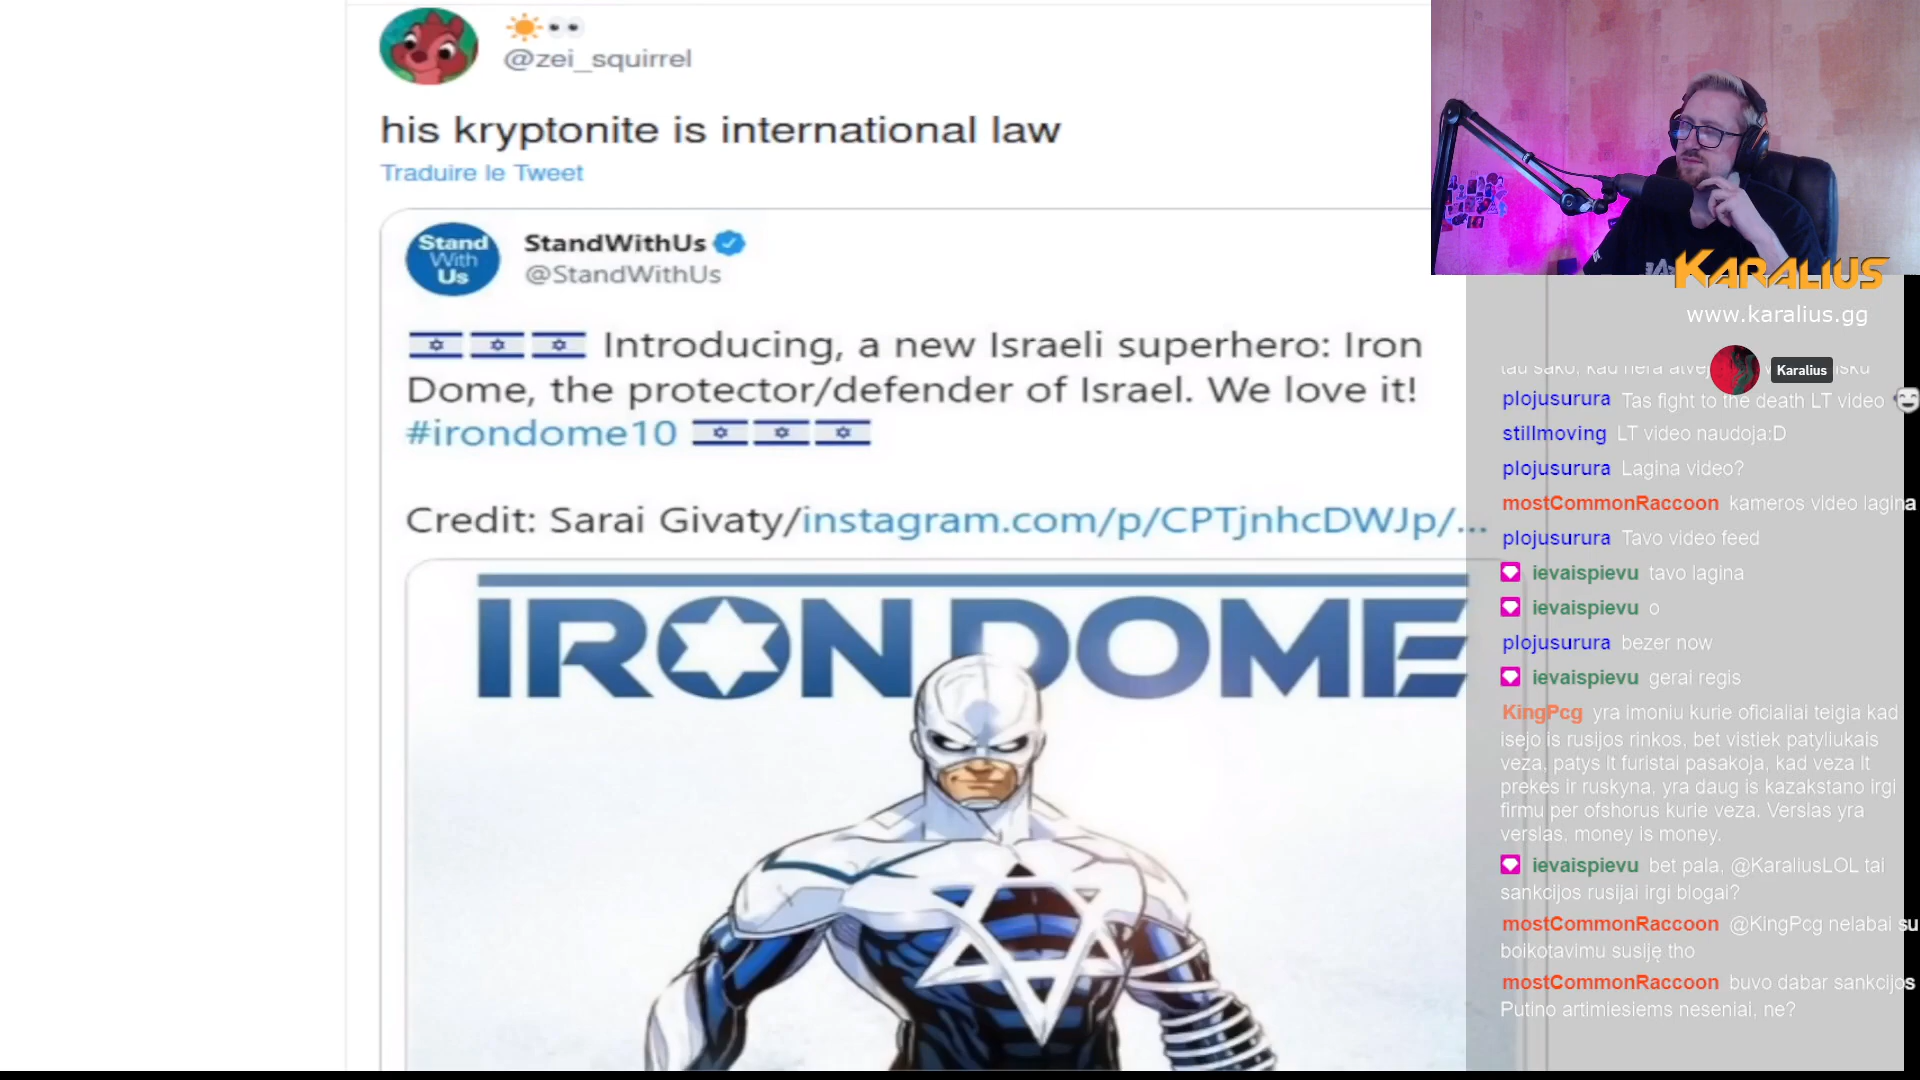 @zei_squirrel
his kryptonite is international law
Traduire le Tweet
Stand
With
Us
StandWithUs
@StandWithUs
Introducing, a new Israeli superhero: Iron
Dome, the protector/defender of Israel. We love it!
#irondome10
Credit: Sarai Givaty/instagram.com/p/CPTjnhcDWJp/...
IRON DOME
KARALIUS
www.karalius.gg
Karalius
plojusurura Tas fight to the death LT video
stillmoving LT video naudoja:D
plojusurura Lagina video?
mostCommonRaccoon kameros video lagina
plojusurura Tavo video feed
ievaispievu tavo lagina
ievaispievu o
plojusurura bezer now
ievaispievu gerai regis
KingPcg yra imoniu kurie oficialiai teigia kad
isejo is rusijos rinkos, bet vistiek patyliukais
veza, patys lt furistai pasakoja, kad veza lt
prekes ir ruskyna, yra daug is kazakstano irgi
firmu per ofshorus kurie veza. Verslas yra
verslas, money is money.
ievaispievu bet pala, @KaraliusLOL tai
sankcijos rusijai irgi blogai?
mostCommonRaccoon @KingPcg nelabai su
boikotavimu susiję tho
mostCommonRaccoon buvo dabar sankcijos
Putino artimiesiems neseniai, ne?